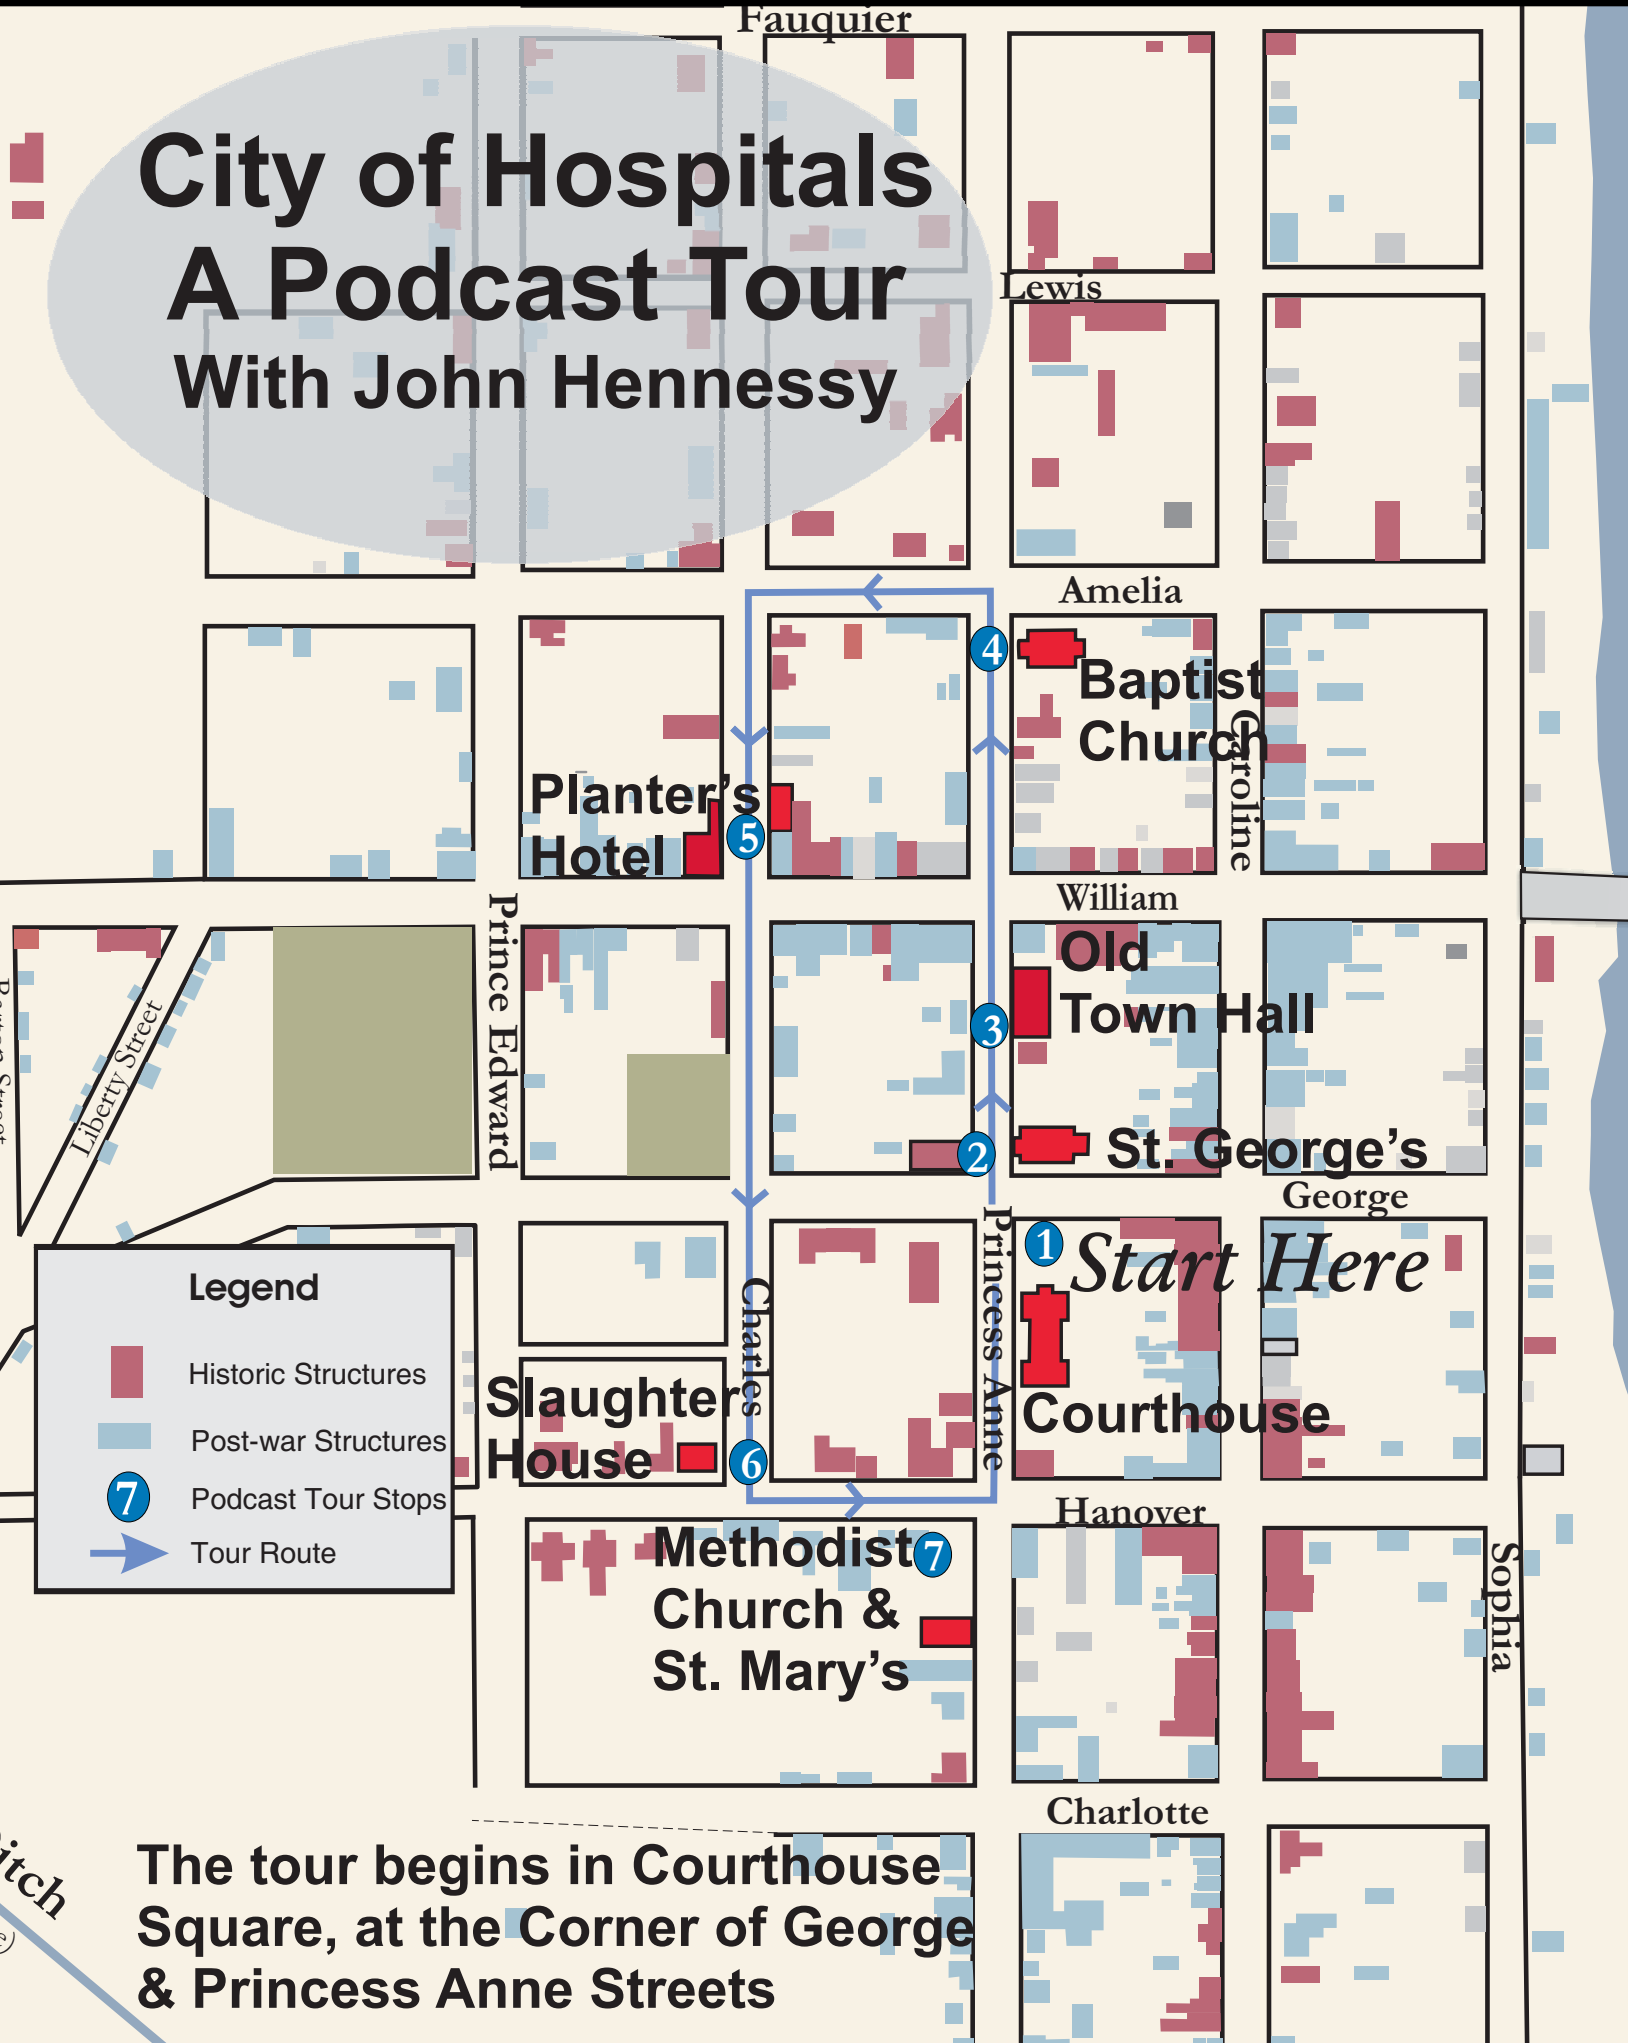 Fauquier
City of Hospitals
A Podcast Tour
With John Hennessy
Lewis
Amelia
4
Baptist
Church
Caroline
Planter’s
Hotel
5
William
Prince Edward
Old
Town Hall
3
Liberty Street
2
St. George’s
George
1
Start Here
Princess Anne
Charles
Courthouse
Legend
Historic Structures
Post-war Structures
7
Podcast Tour Stops
Tour Route
Slaughter
House
6
Hanover
Methodist
Church &
St. Mary’s
7
Sophia
Charlotte
The tour begins in Courthouse
Square, at the Corner of George
& Princess Anne Streets